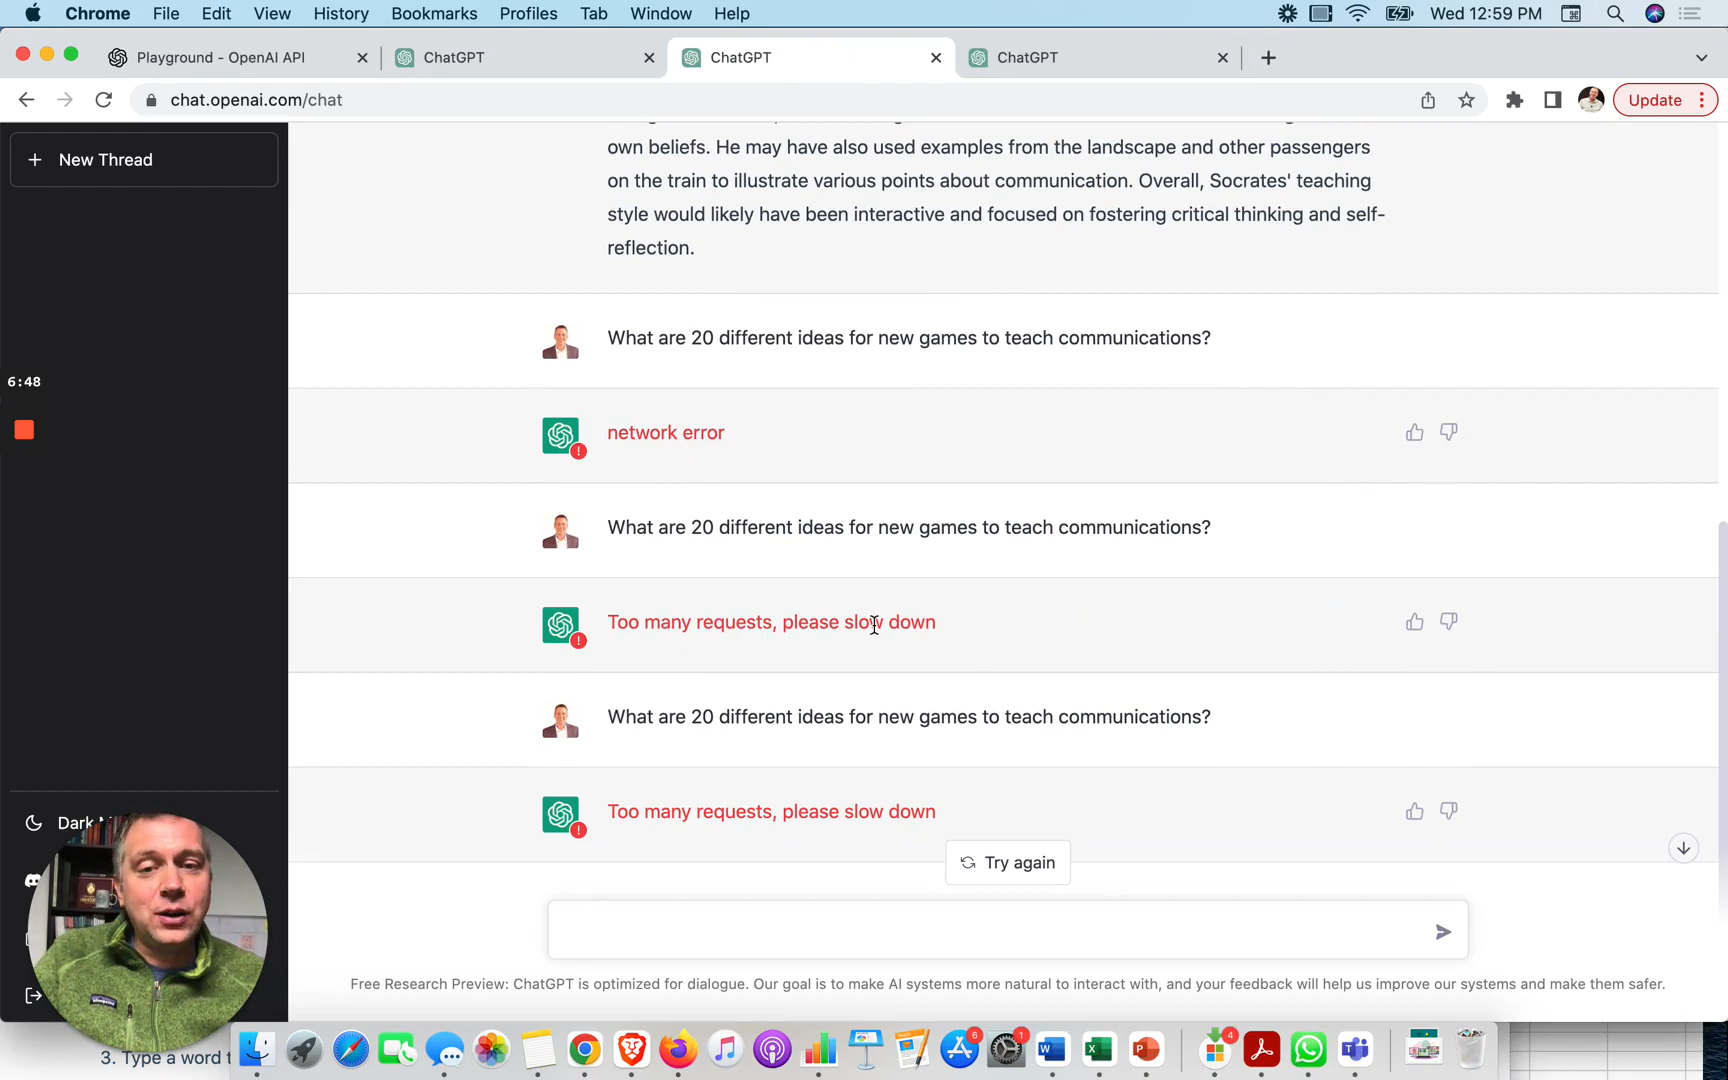 Chrome File Edit View History Bookmarks Profiles Tab Window Help Wed 12:59 PM
Playground - OpenAI API ChatGPT ChatGPT ChatGPT
chat.openai.com/chat Update
New Thread
own beliefs. He may have also used examples from the landscape and other passengers
on the train to illustrate various points about communication. Overall, Socrates' teaching
style would likely have been interactive and focused on fostering critical thinking and self-
reflection.
What are 20 different ideas for new games to teach communications?
6:48
network error
What are 20 different ideas for new games to teach communications?
Too many requests, please slow down
What are 20 different ideas for new games to teach communications?
Too many requests, please slow down
Dark
Try again
Free Research Preview: ChatGPT is optimized for dialogue. Our goal is to make AI systems more natural to interact with, and your feedback will help us improve our systems and make them safer.
6 1 4
3. Type a word